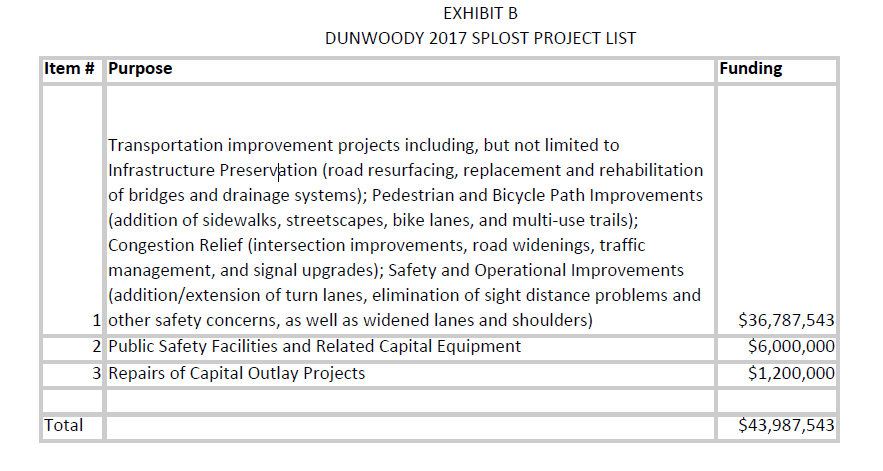 EXHIBIT B
DUNWOODY 2017 SPLOST PROJECT LIST
Item # Purpose Funding
Transportation improvement projects including, but not limited to
Infrastructure Preservation (road resurfacing, replacement and rehabilitation
of bridges and drainage systems); Pedestrian and Bicycle Path Improvements
(addition of sidewalks, streetscapes, bike lanes, and multi-use trails);
Congestion Relief (intersection improvements, road widenings, traffic
management, and signal upgrades); Safety and Operational Improvements
(addition/extension of turn lanes, elimination of sight distance problems and
1 other safety concerns, as well as widened lanes and shoulders) $36,787,543
2 Public Safety Facilities and Related Capital Equipment $6,000,000
3 Repairs of Capital Outlay Projects $1,200,000
Total $43,987,543